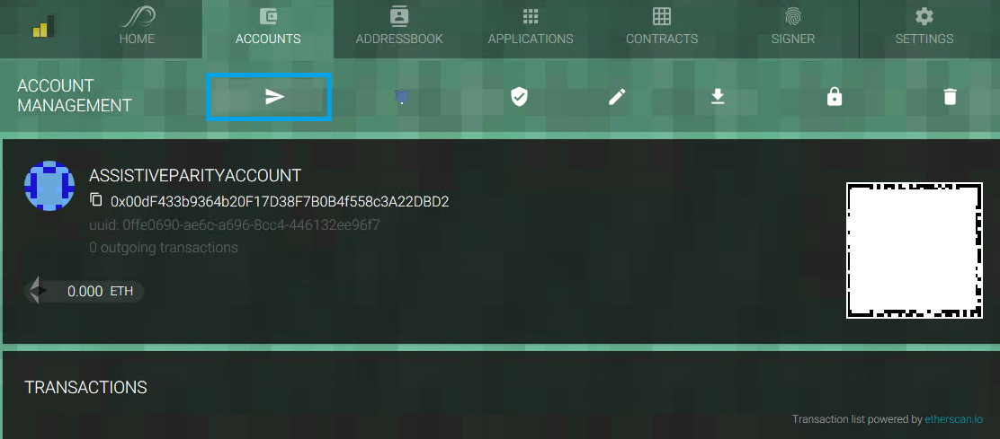 HOME
ACCOUNTS
ADDRESSBOOK
APPLICATIONS
CONTRACTS
SIGNER
SETTINGS
ACCOUNT
MANAGEMENT
ASSISTIVEPARITYACCOUNT
0x00dF433b9364b20F17D38F7B0B4f558c3A22DBD2
uuid: 0ffe0690-ae6c-a696-8cc4-446132ee96f7
0 outgoing transactions
0.000 ETH
TRANSACTIONS
Transaction list powered by etherscan.io